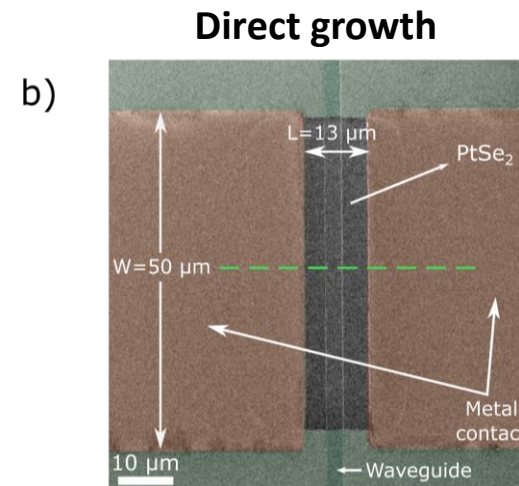 Direct growth
b)
L=13 μm
PtSe₂
W=50 μm
Metal
contac
10 μm
Waveguide